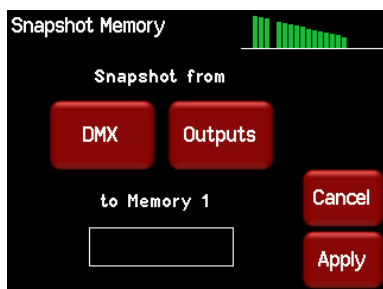 Snapshot Memory
Snapshot from
DMX Outputs
to Memory 1
Cancel
Apply